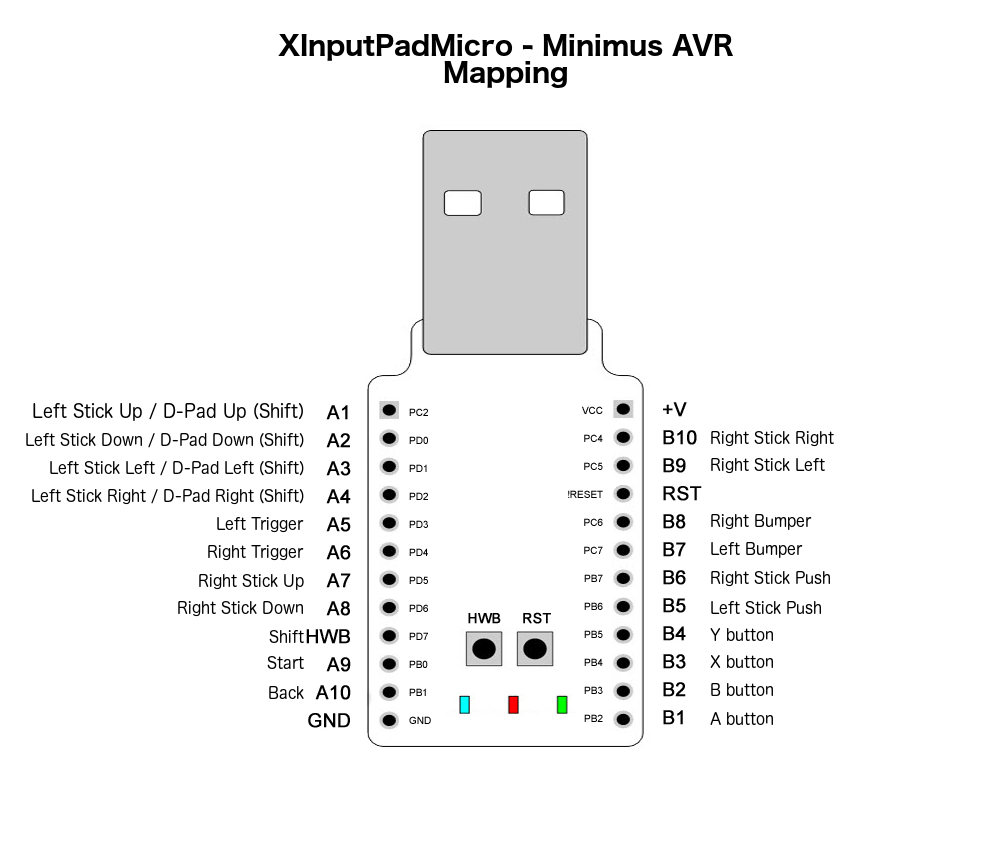 XInputPadMicro - Minimus AVR
Mapping
Left Stick Up / D-Pad Up (Shift) A1 PC2 VCC +V
Left Stick Down / D-Pad Down (Shift) A2 PD0 PC4 B10 Right Stick Right
Left Stick Left / D-Pad Left (Shift) A3 PD1 PC5 B9 Right Stick Left
Left Stick Right / D-Pad Right (Shift) A4 PD2 !RESET RST
Left Trigger A5 PD3 PC6 B8 Right Bumper
Right Trigger A6 PD4 PC7 B7 Left Bumper
Right Stick Up A7 PD5 PB7 B6 Right Stick Push
Right Stick Down A8 PD6 PB6 B5 Left Stick Push
HWB RST
Shift HWB PD7 PB5 B4 Y button
Start A9 PB0 PB4 B3 X button
Back A10 PB1 PB3 B2 B button
GND GND PB2 B1 A button